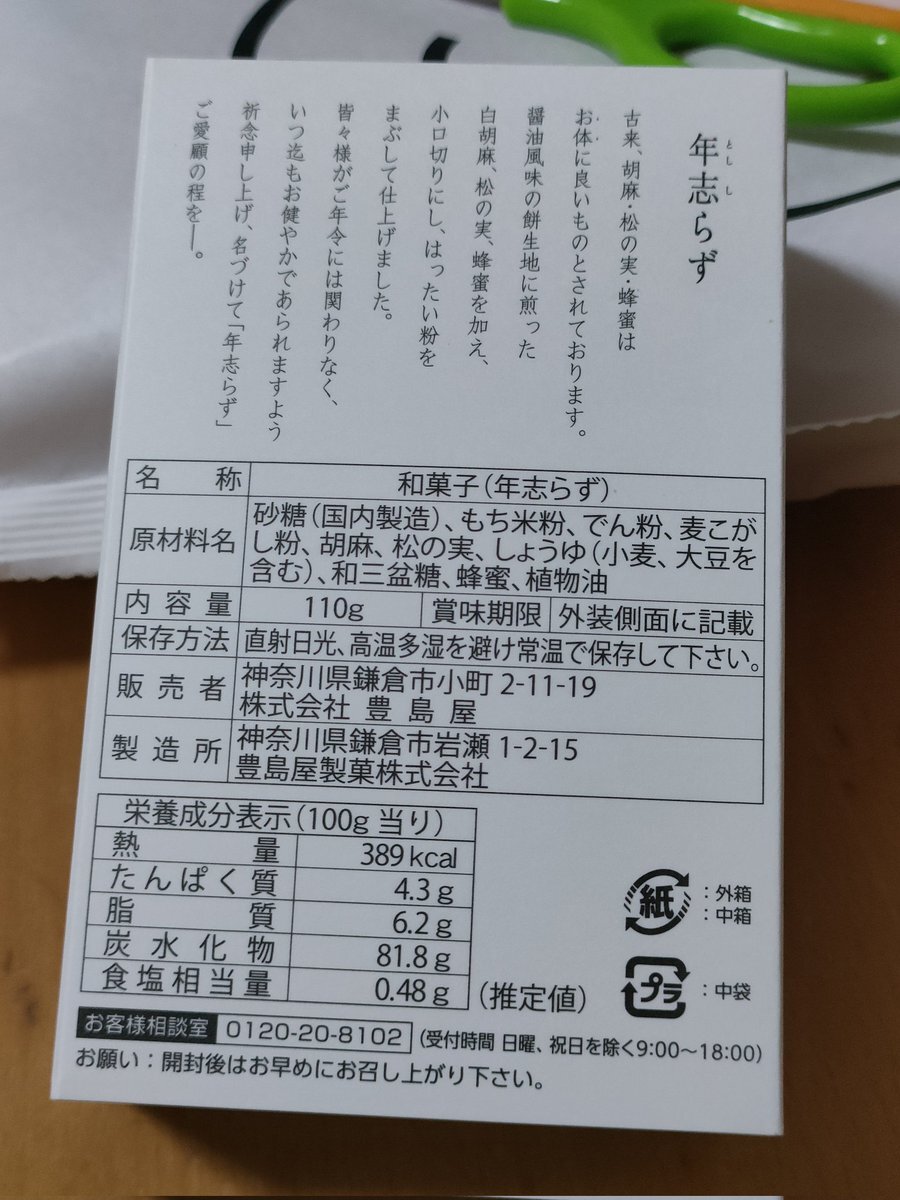 年志らず
としし
古来、胡麻・松の実・蜂蜜は
お体に良いものとされております。
醤油風味の餅生地に煎った
白胡麻、松の実、蜂蜜を加え、
小口切りにし、はったい粉を
まぶして仕上げました。
皆々様がご年令には関わりなく、
いつ迄もお健やかであられますよう
祈念申し上げ、名づけて「年志らず」
ご愛顧の程を―。
名称 和菓子(年志らず)
原材料名 砂糖(国内製造)、もち米粉、でん粉、麦こが
し粉、胡麻、松の実、しょうゆ(小麦、大豆を
含む)、和三盆糖、蜂蜜、植物油
内容量 110g 賞味期限 外装側面に記載
保存方法 直射日光、高温多湿を避け常温で保存して下さい。
販売者 神奈川県鎌倉市小町 2-11-19
株式会社 豊島屋
製造所 神奈川県鎌倉市岩瀬 1-2-15
豊島屋製菓株式会社
栄養成分表示(100g 当り)
熱量 389kcal
たんぱく質 4.3g
脂質 6.2g
炭水化物 81.8g
食塩相当量 0.48g (推定値)
紙 :外箱
:中箱
プラ :中袋
お客様相談室 0120-20-8102 (受付時間 日曜、祝日を除く9:00〜18:00)
お願い:開封後はお早めにお召し上がり下さい。